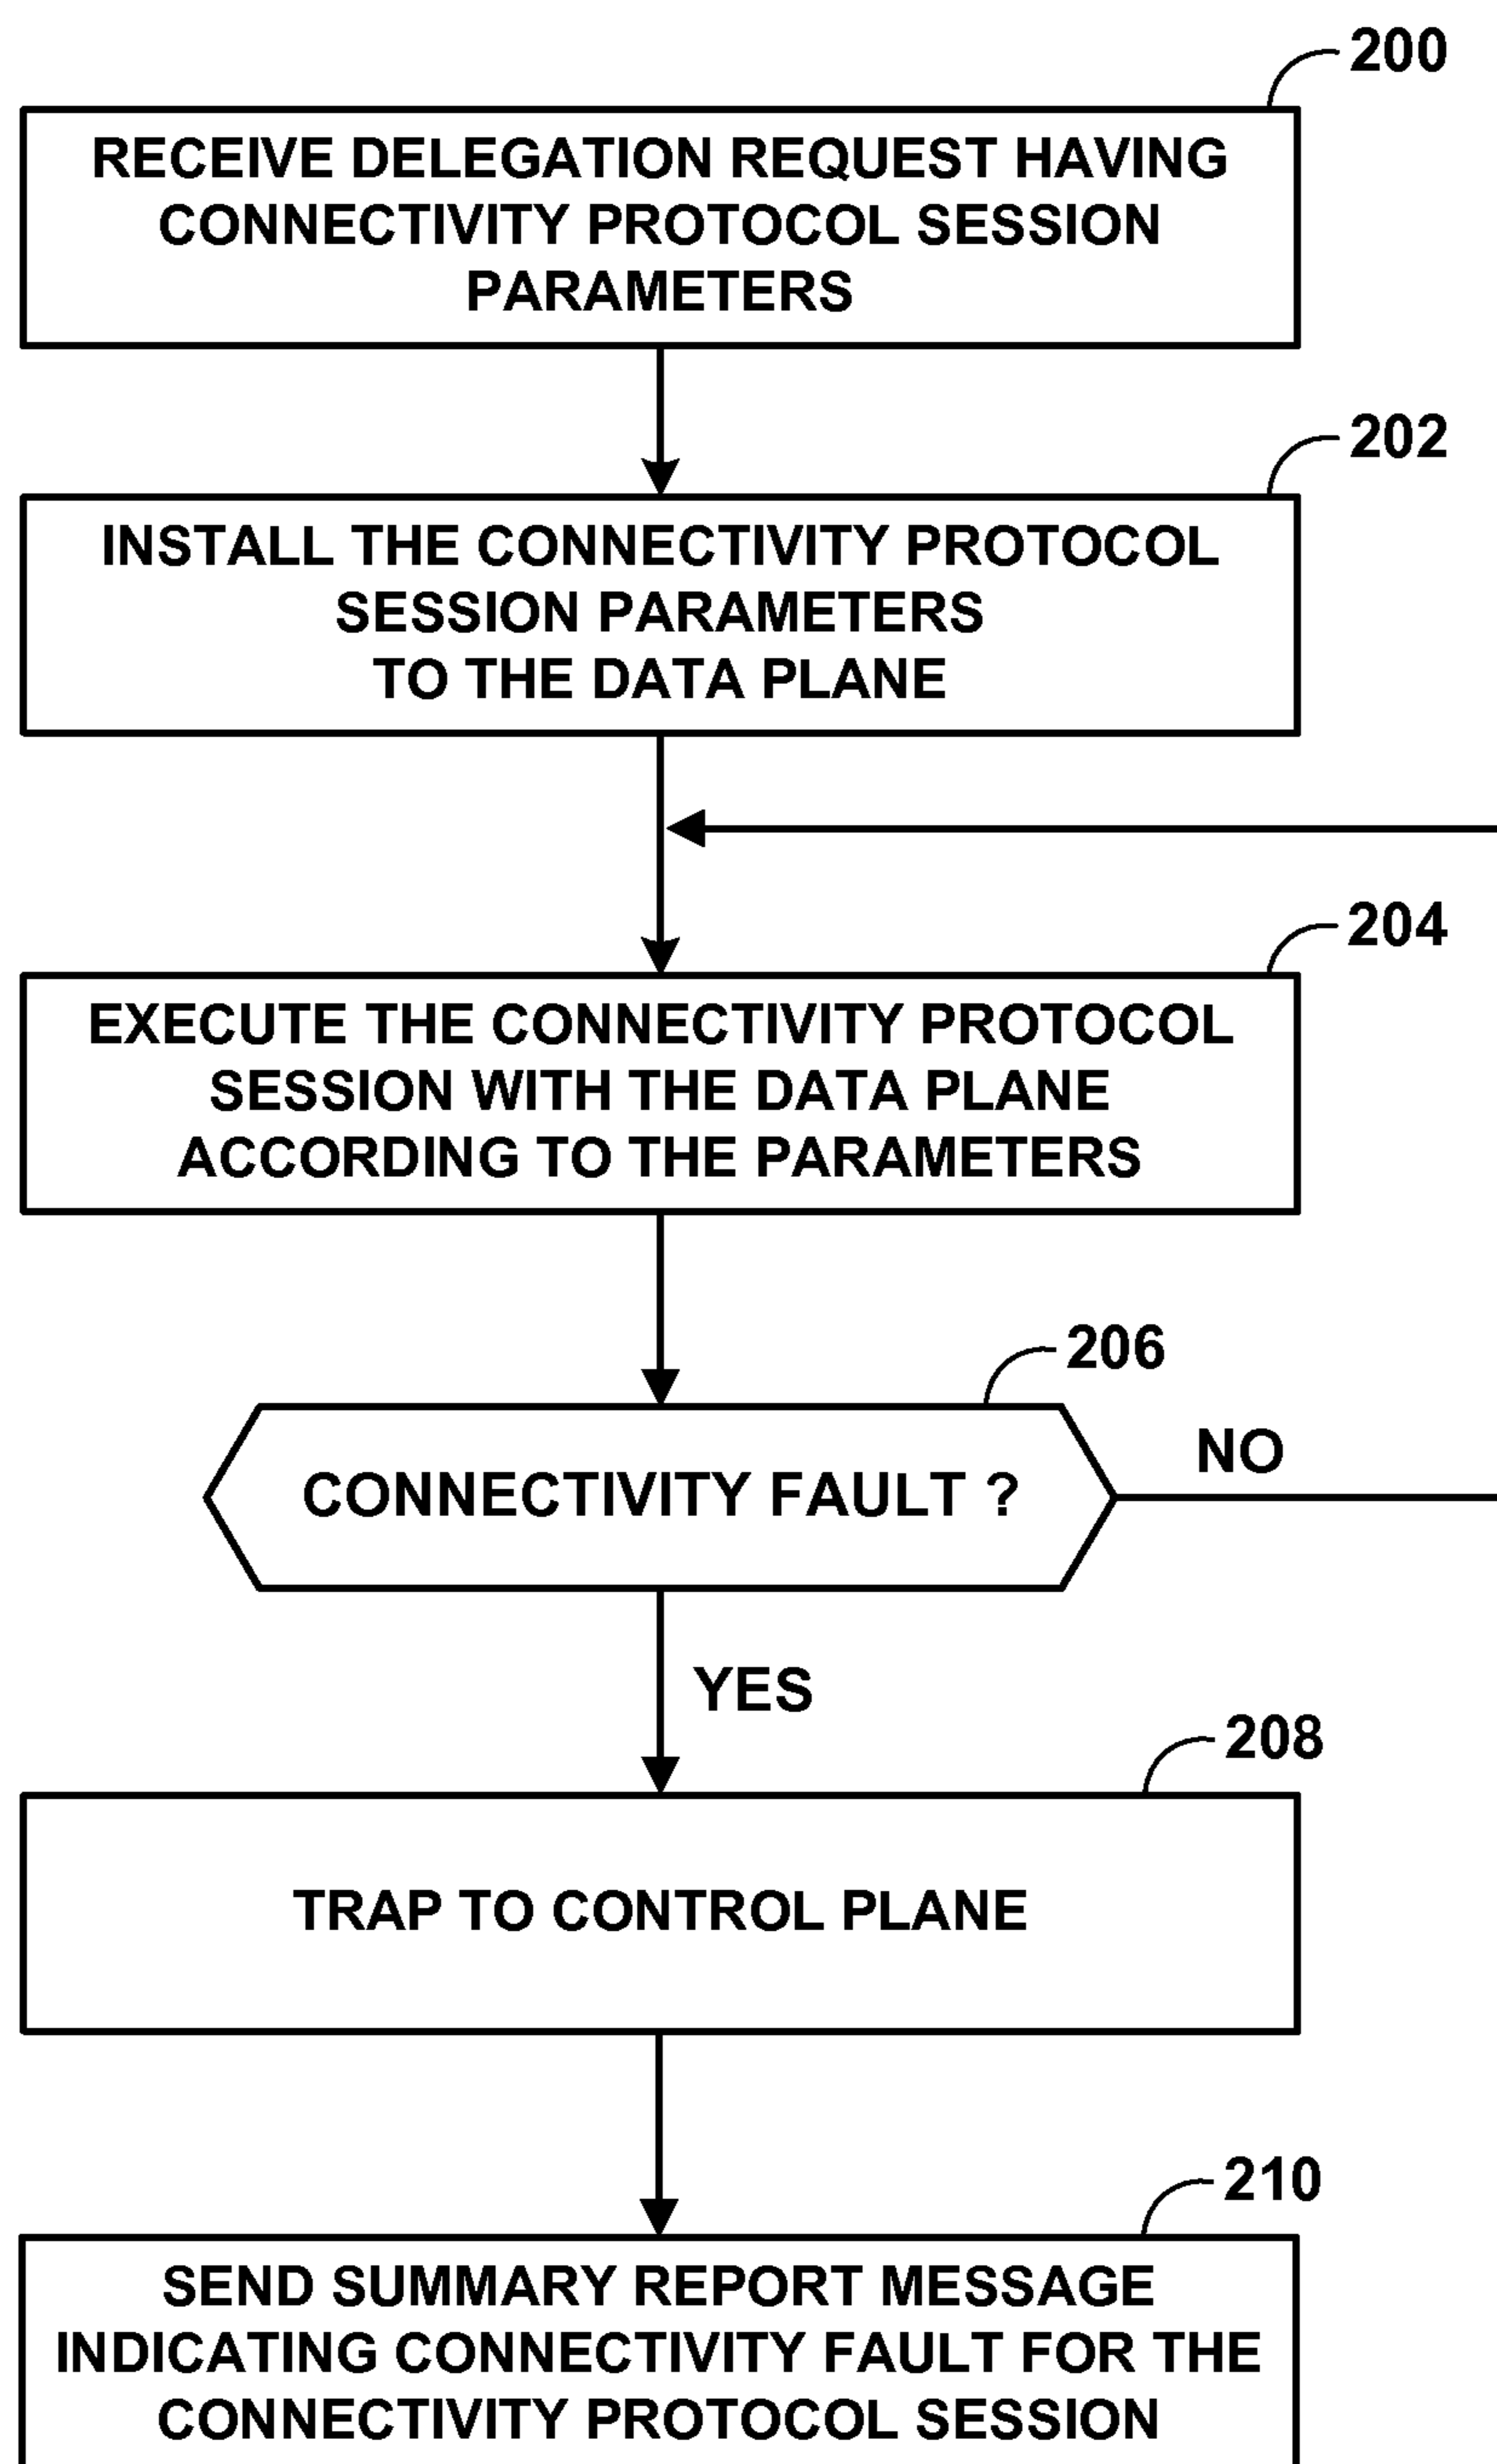 200
RECEIVE DELEGATION REQUEST HAVING
CONNECTIVITY PROTOCOL SESSION
PARAMETERS
202
INSTALL THE CONNECTIVITY PROTOCOL
SESSION PARAMETERS
TO THE DATA PLANE
204
EXECUTE THE CONNECTIVITY PROTOCOL
SESSION WITH THE DATA PLANE
ACCORDING TO THE PARAMETERS
206
CONNECTIVITY FAULT ?
NO
YES
208
TRAP TO CONTROL PLANE
210
SEND SUMMARY REPORT MESSAGE
INDICATING CONNECTIVITY FAULT FOR THE
CONNECTIVITY PROTOCOL SESSION